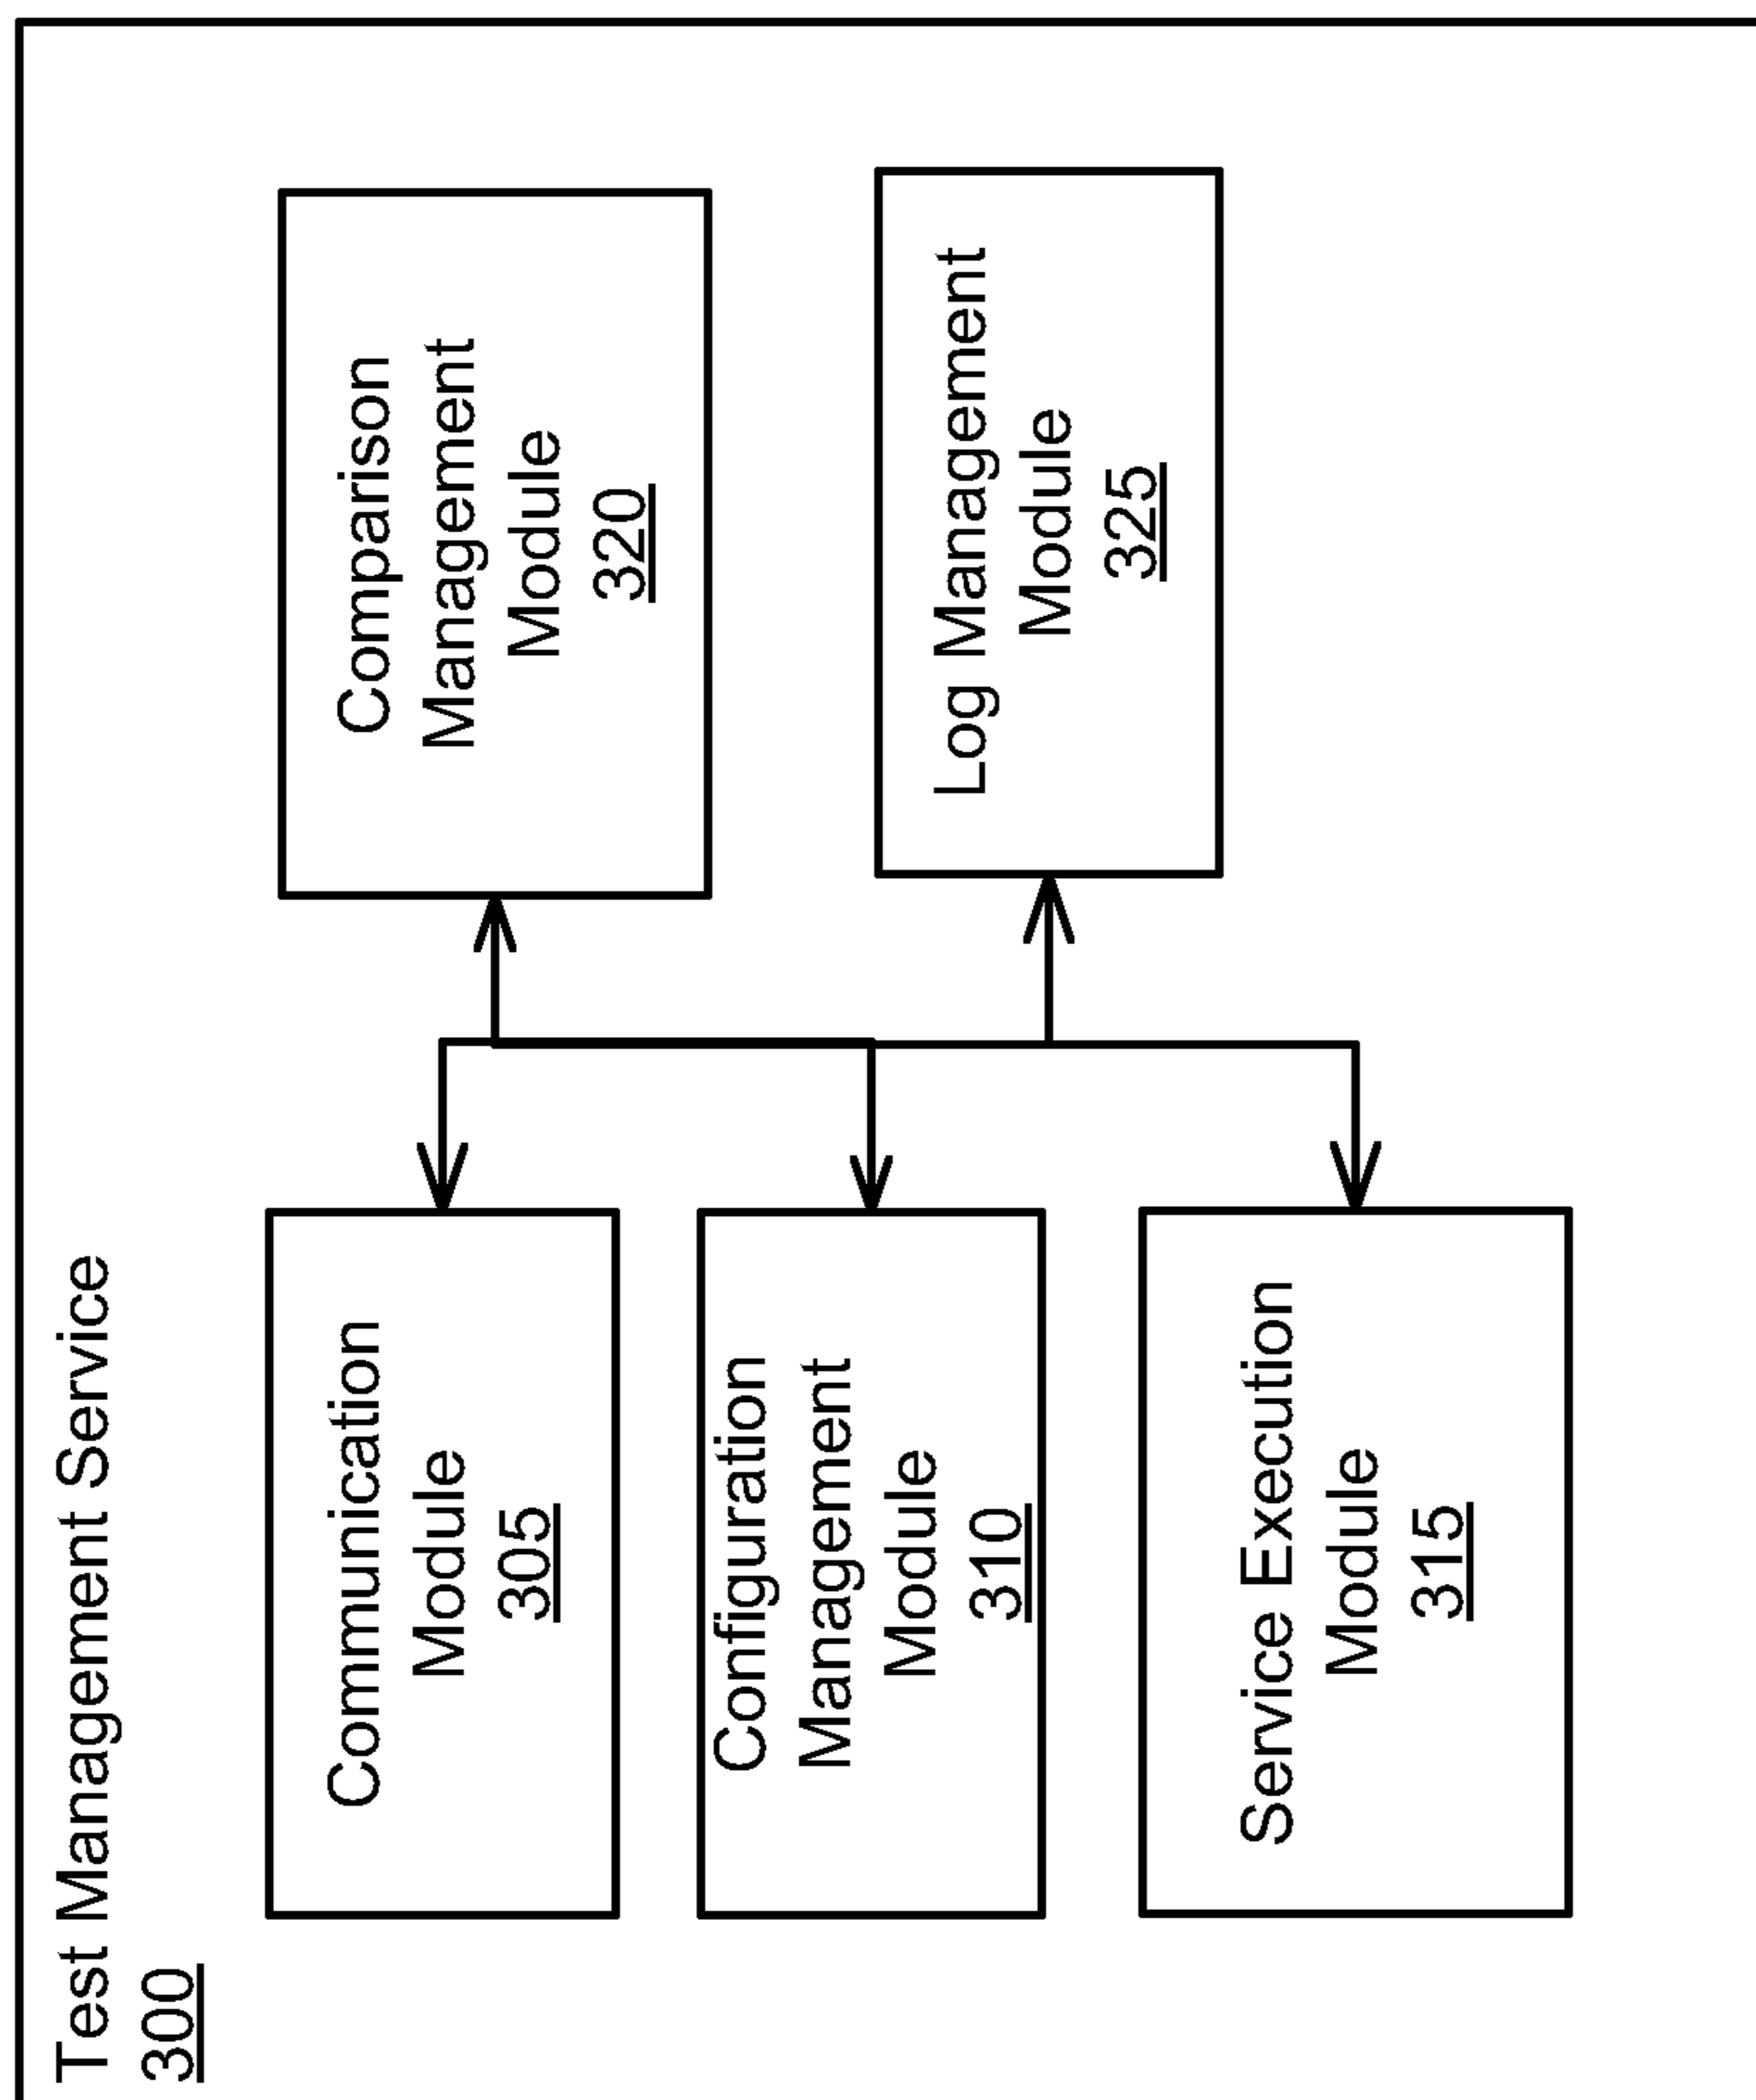 Test Management Service
300
Communication
Module
305
Configuration
Management
Module
310
Service Execution
Module
315
Comparison
Management
Module
320
Log Management
Module
325